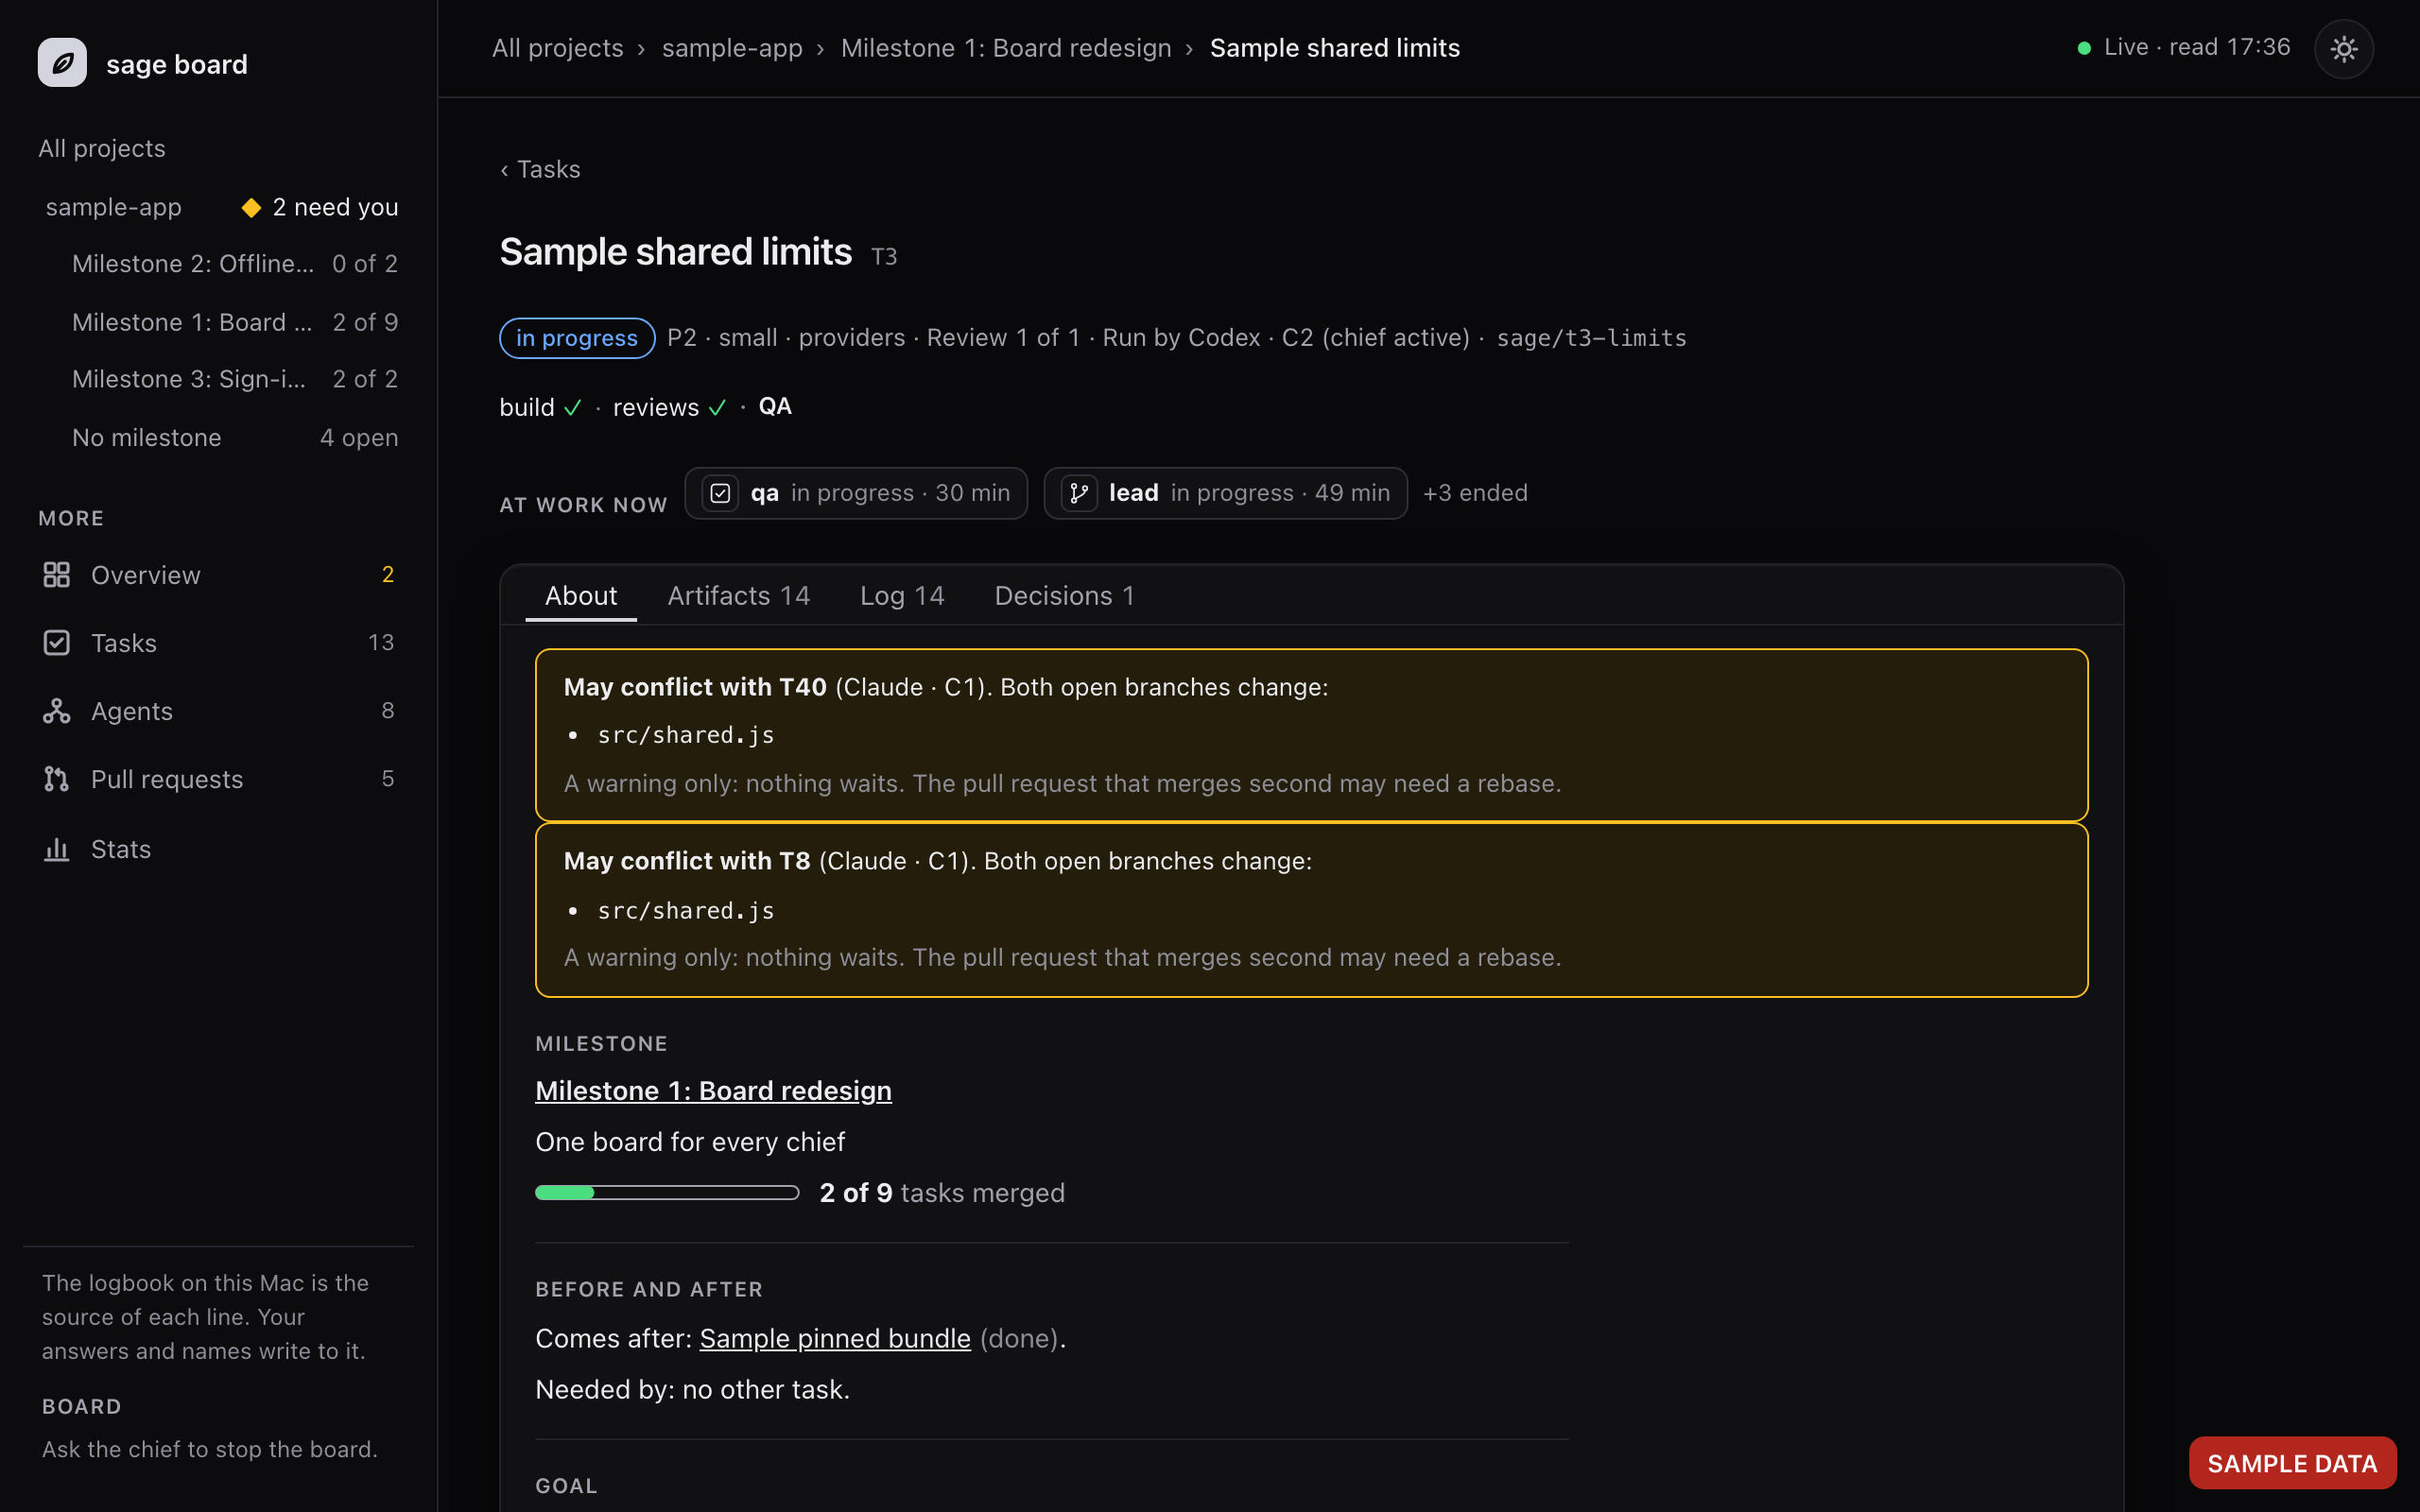 sage board
All projects
sample-app 2 need you
Milestone 2: Offline... 0 of 2
Milestone 1: Board ... 2 of 9
Milestone 3: Sign-i... 2 of 2
No milestone 4 open
MORE
Overview 2
Tasks 13
Agents 8
Pull requests 5
Stats
The logbook on this Mac is the
source of each line. Your
answers and names write to it.
BOARD
Ask the chief to stop the board.
All projects › sample-app › Milestone 1: Board redesign › Sample shared limits
Live · read 17:36
‹ Tasks
Sample shared limits T3
in progress P2 · small · providers · Review 1 of 1 · Run by Codex · C2 (chief active) · sage/t3-limits
build ✓ · reviews ✓ · QA
AT WORK NOW qa in progress · 30 min lead in progress · 49 min +3 ended
About Artifacts 14 Log 14 Decisions 1
May conflict with T40 (Claude · C1). Both open branches change:
• src/shared.js
A warning only: nothing waits. The pull request that merges second may need a rebase.
May conflict with T8 (Claude · C1). Both open branches change:
• src/shared.js
A warning only: nothing waits. The pull request that merges second may need a rebase.
MILESTONE
Milestone 1: Board redesign
One board for every chief
2 of 9 tasks merged
BEFORE AND AFTER
Comes after: Sample pinned bundle (done).
Needed by: no other task.
GOAL
SAMPLE DATA